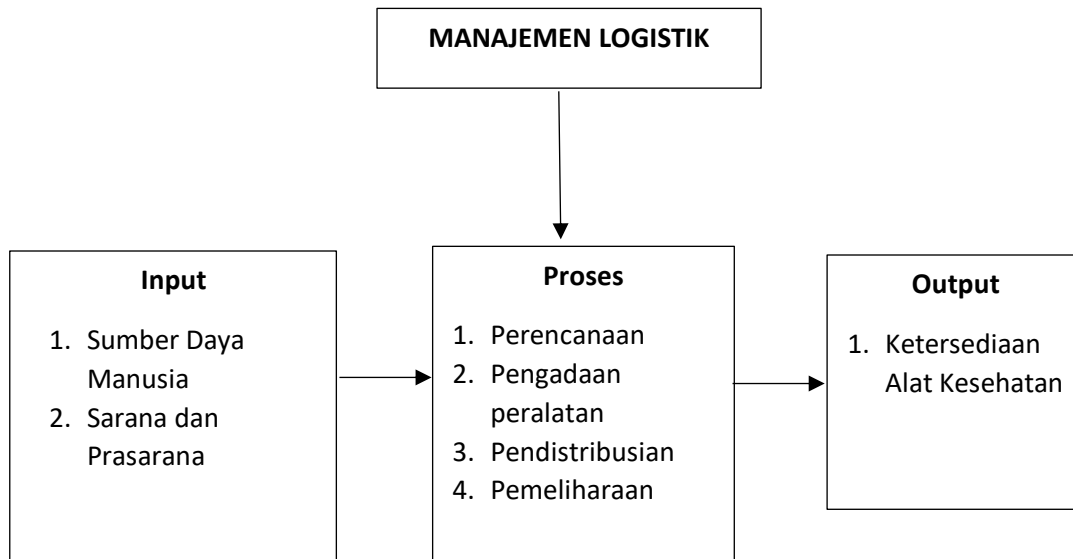 MANAJEMEN LOGISTIK
Input
1. Sumber Daya
Manusia
2. Sarana dan
Prasarana
Proses
1. Perencanaan
2. Pengadaan
peralatan
3. Pendistribusian
4. Pemeliharaan
Output
1. Ketersediaan
Alat Kesehatan